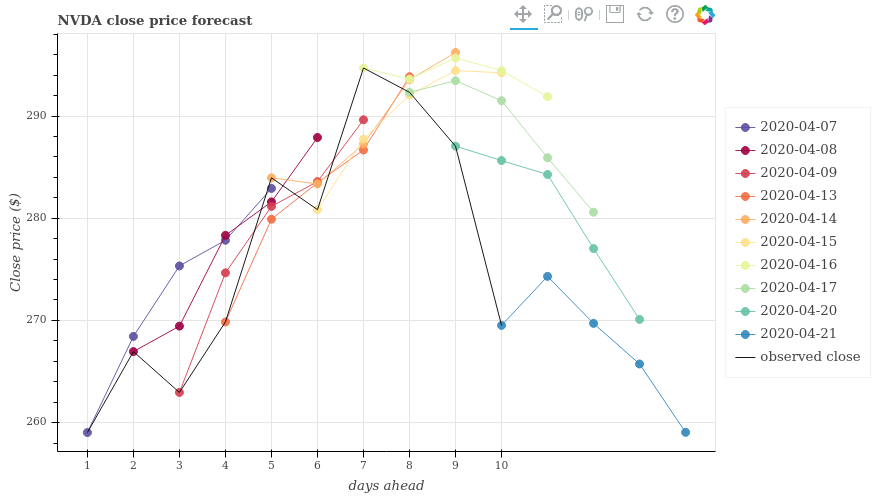 NVDA close price forecast
Close price ($)
290
280
270
260
1 2 3 4 5 6 7 8 9 10
days ahead
2020-04-07
2020-04-08
2020-04-09
2020-04-13
2020-04-14
2020-04-15
2020-04-16
2020-04-17
2020-04-20
2020-04-21
observed close